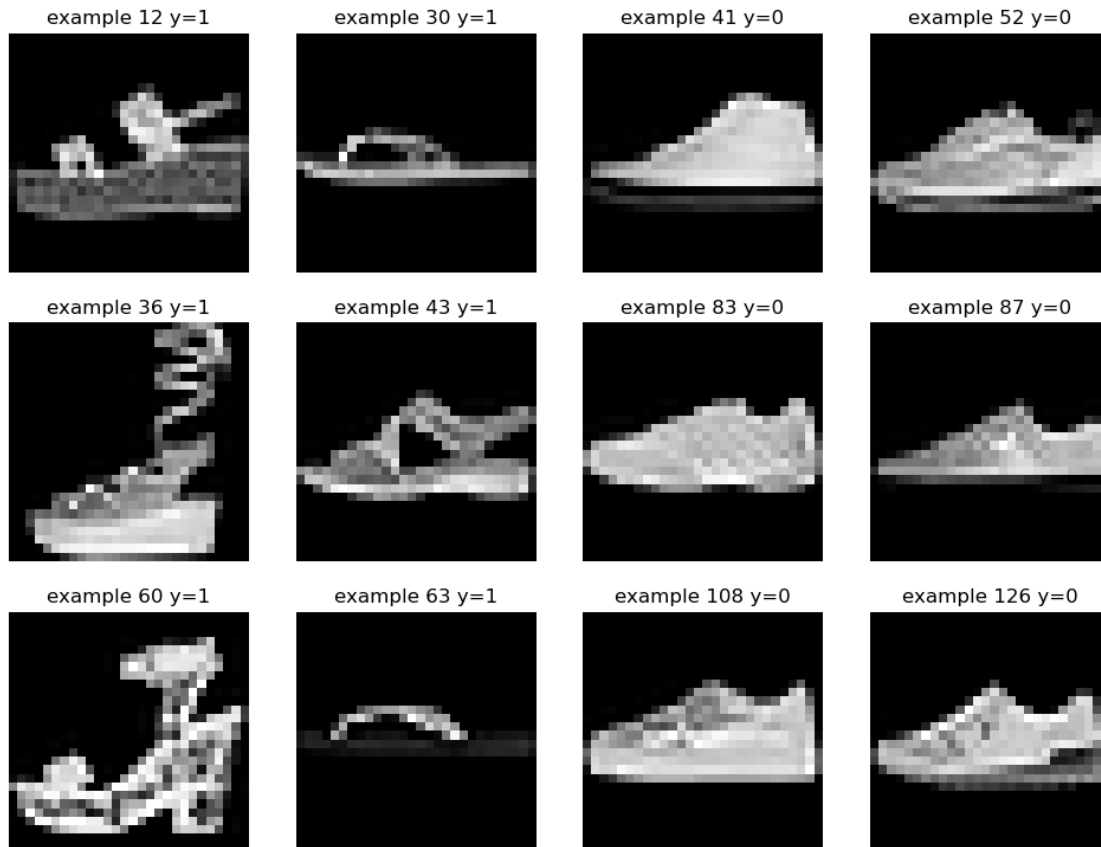 example 12 y=1
example 30 y=1
example 41 y=0
example 52 y=0
example 36 y=1
example 43 y=1
example 83 y=0
example 87 y=0
example 60 y=1
example 63 y=1
example 108 y=0
example 126 y=0